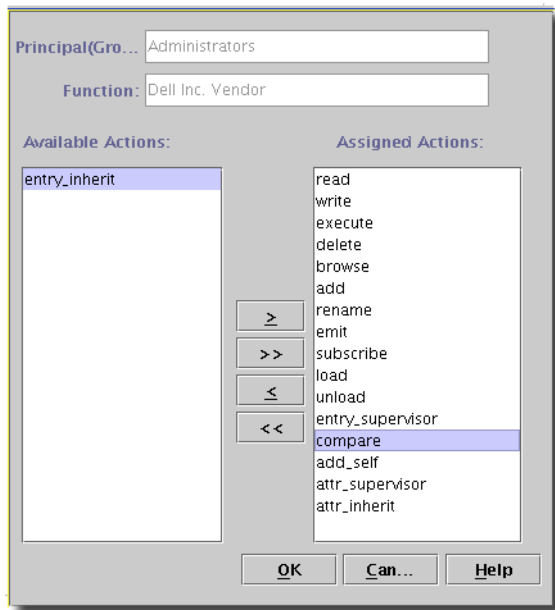 Principal(Gro... Administrators
Function: Dell Inc. Vendor
Available Actions:
entry_inherit
>
>>
<
<<
Assigned Actions:
read
write
execute
delete
browse
add
rename
emit
subscribe
load
unload
entry_supervisor
compare
add_self
attr_supervisor
attr_inherit
OK Can... Help